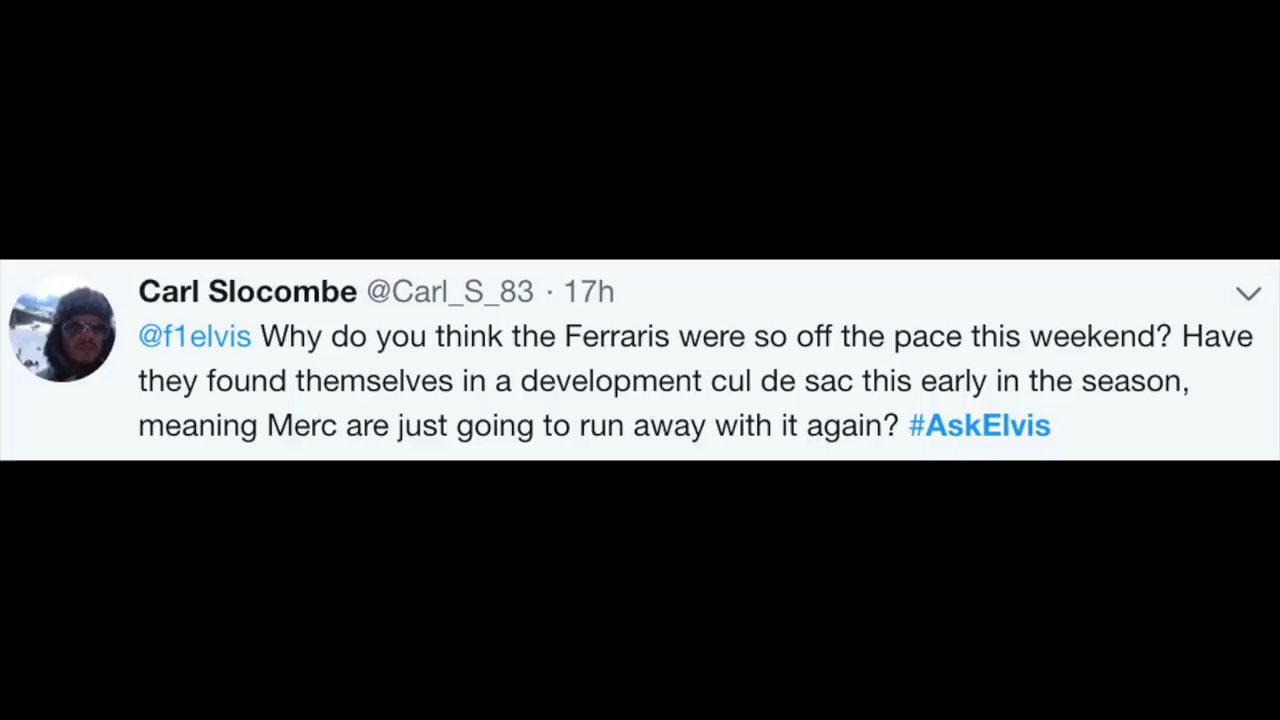 Carl Slocombe @Carl_S_83 · 17h
@f1elvis Why do you think the Ferraris were so off the pace this weekend? Have
they found themselves in a development cul de sac this early in the season,
meaning Merc are just going to run away with it again? #AskElvis